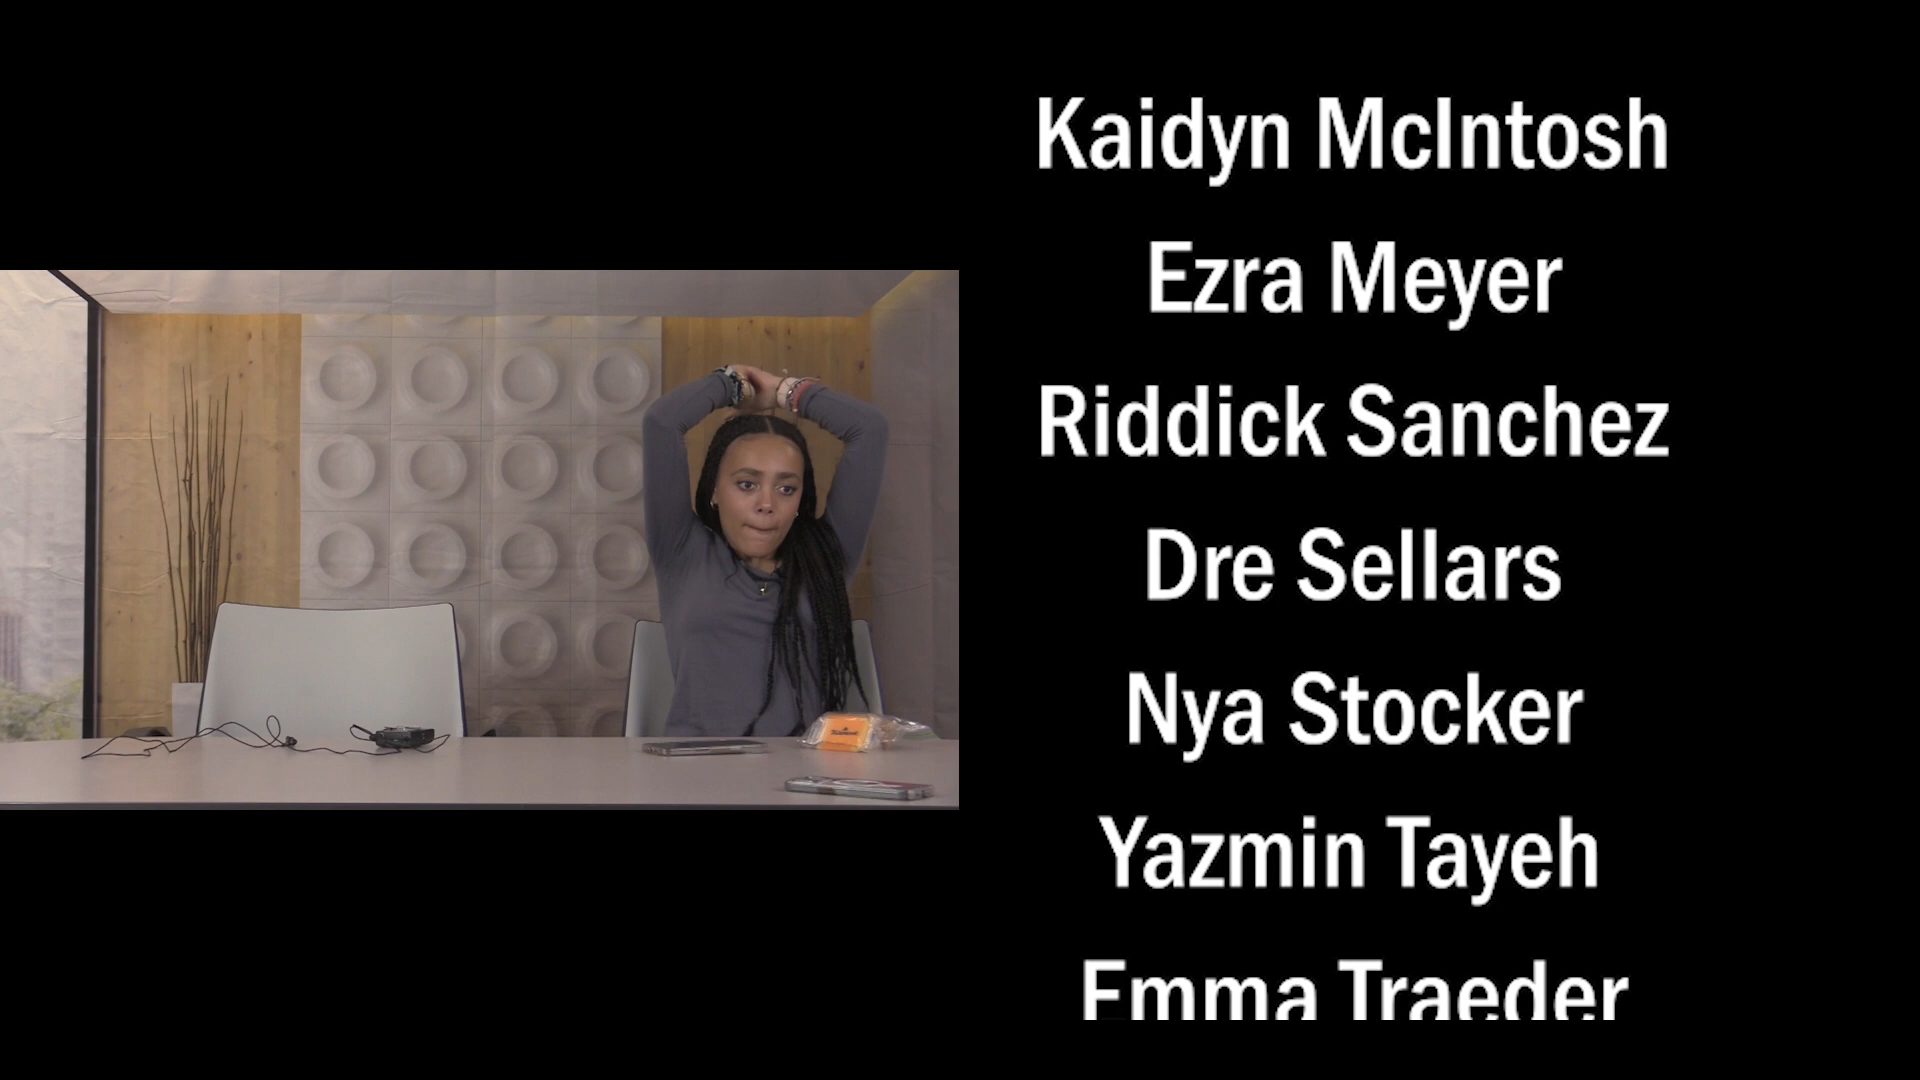 Kaidyn McIntosh
Ezra Meyer
Riddick Sanchez
Dre Sellars
Nya Stocker
Yazmin Tayeh
Emma Traeder